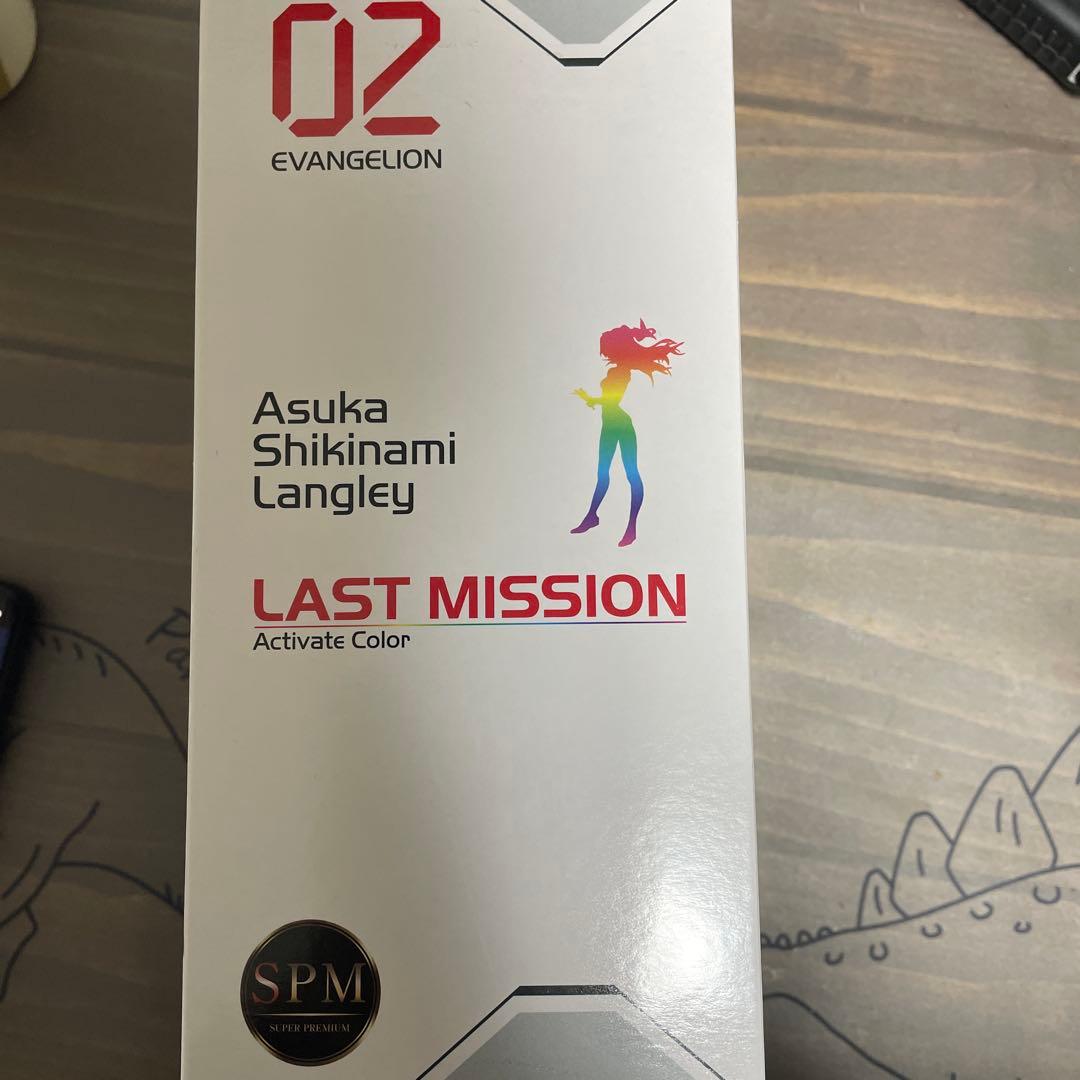 02
EVANGELION
Asuka
Shikinami
Langley
LAST MISSION
Activate Color
SPM
SUPER PREMIUM